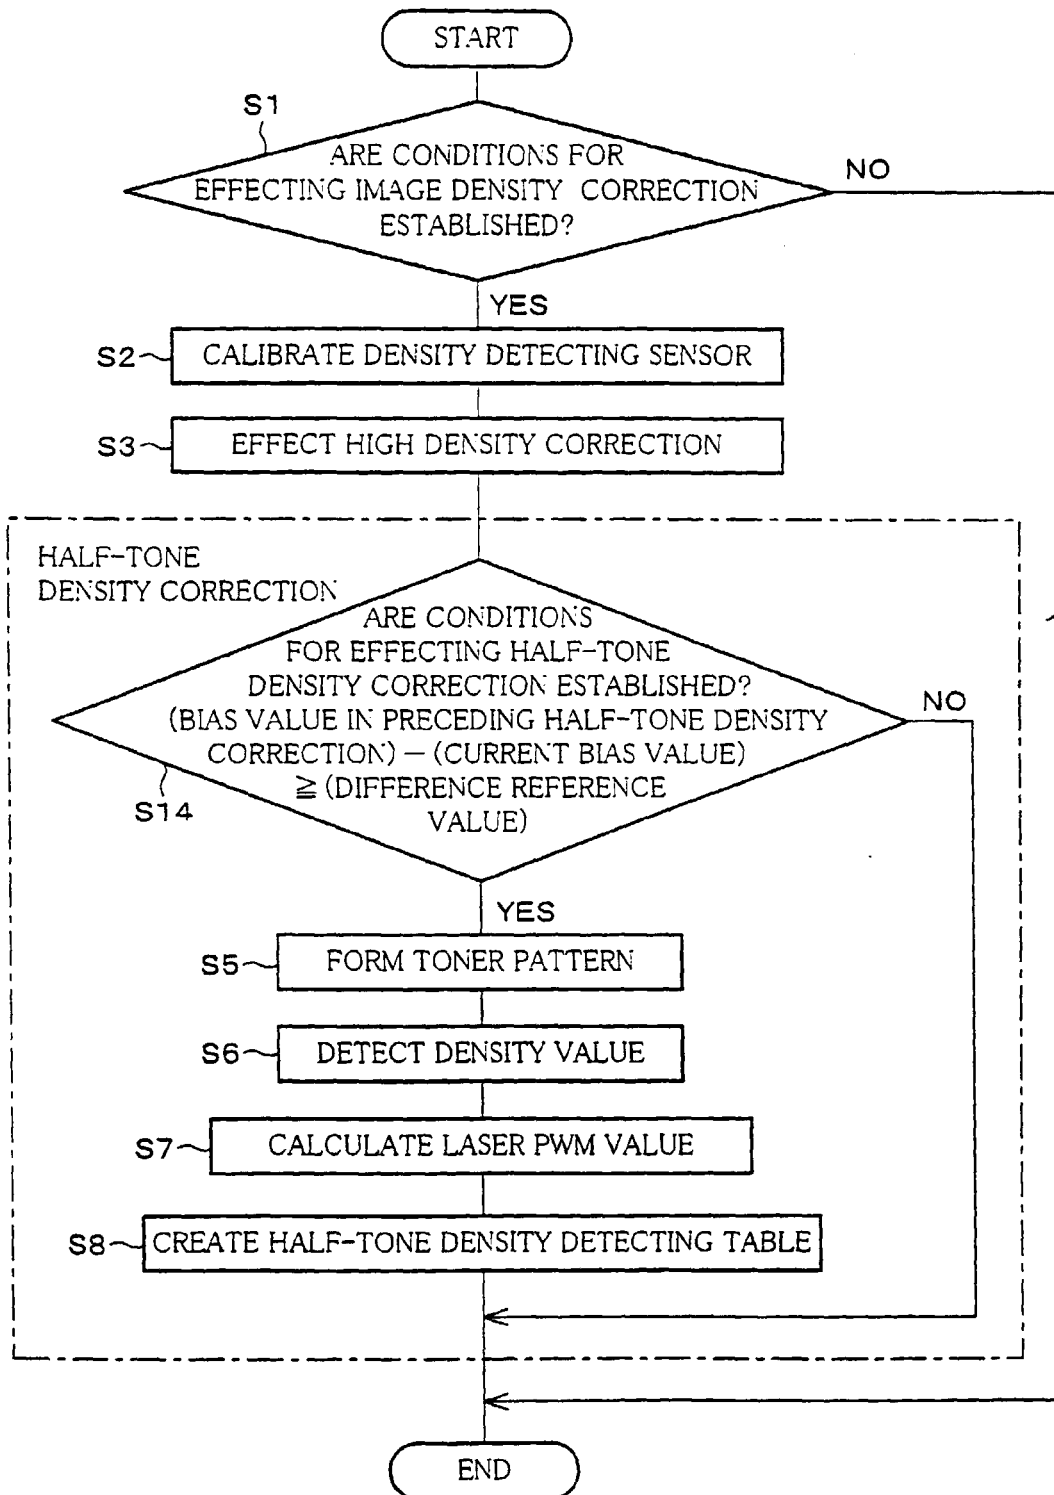 START
S1
ARE CONDITIONS FOR
EFFECTING IMAGE DENSITY CORRECTION
ESTABLISHED?
NO
YES
S2
CALIBRATE DENSITY DETECTING SENSOR
S3
EFFECT HIGH DENSITY CORRECTION
HALF-TONE
DENSITY CORRECTION
ARE CONDITIONS
FOR EFFECTING HALF-TONE
DENSITY CORRECTION ESTABLISHED?
(BIAS VALUE IN PRECEDING HALF-TONE DENSITY
CORRECTION) - (CURRENT BIAS VALUE)
≧ (DIFFERENCE REFERENCE
VALUE)
NO
S14
YES
S5
FORM TONER PATTERN
S6
DETECT DENSITY VALUE
S7
CALCULATE LASER PWM VALUE
S8
CREATE HALF-TONE DENSITY DETECTING TABLE
END